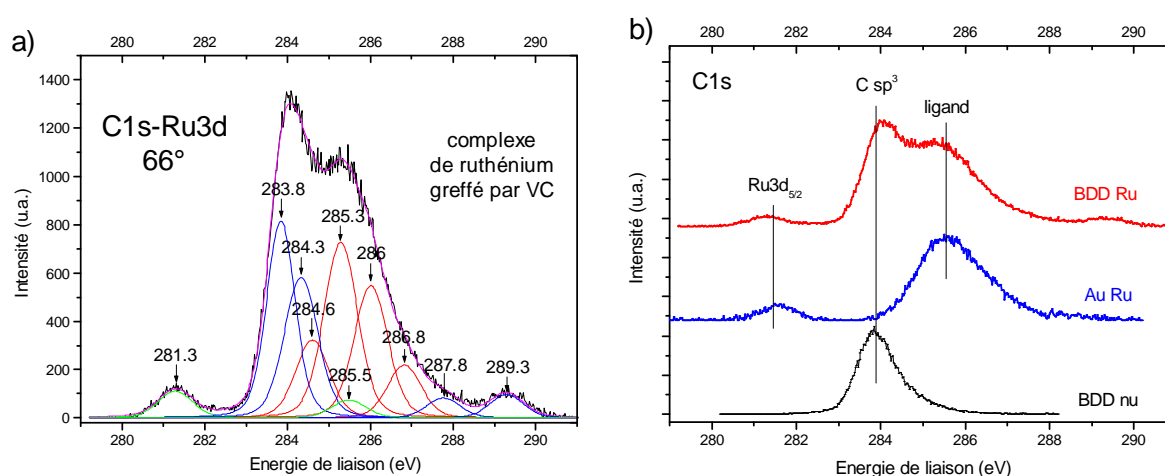 a)
280 282 284 286 288 290
1400
1200
1000
800
600
400
200
0
Intensité (u.a.)
C1s-Ru3d
66°
complexe
de ruthénium
greffé par VC
283.8
284.3
284.6
285.3
286
285.5
286.8
287.8
281.3
289.3
280 282 284 286 288 290
Energie de liaison (eV)
b)
280 282 284 286 288 290
C1s
C sp³
ligand
Ru3d₅/₂
BDD Ru
Au Ru
BDD nu
Intensité (u.a.)
280 282 284 286 288 290
Energie de liaison (eV)